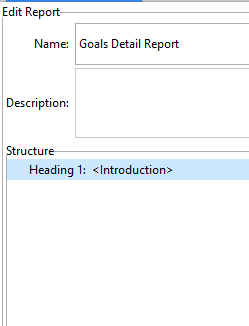 Edit Report
Name: Goals Detail Report
Description:
Structure
Heading 1: <Introduction>